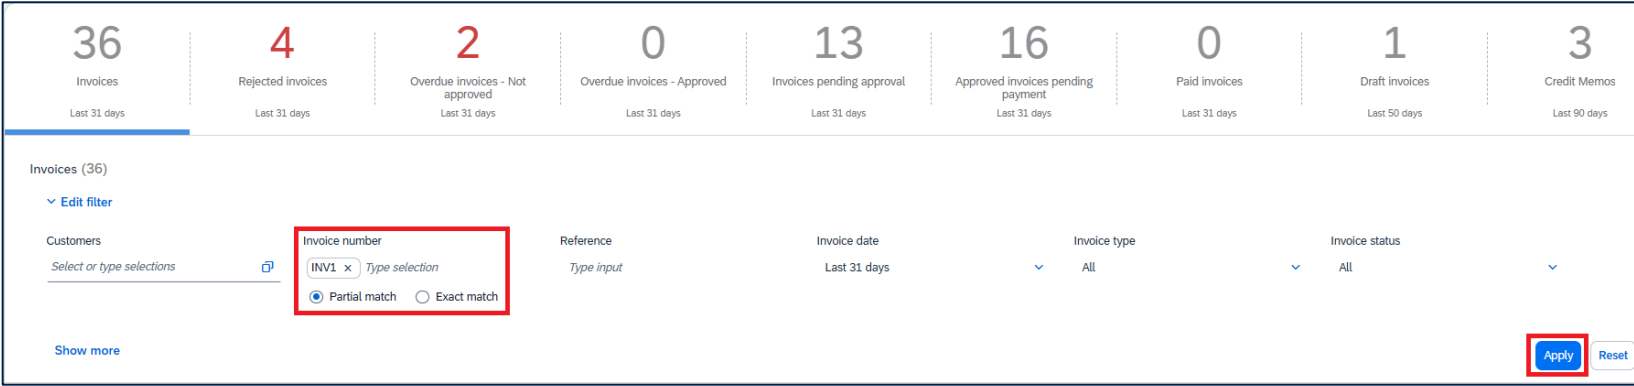 36 4 2 0 13 16 0 1 3
Invoices Rejected invoices Overdue invoices - Not approved Overdue invoices - Approved Invoices pending approval Approved invoices pending payment Paid invoices Draft invoices Credit Memos
Last 31 days Last 31 days Last 31 days Last 31 days Last 31 days Last 31 days Last 31 days Last 50 days Last 90 days
Invoices (36)
Edit filter
Customers Invoice number Reference Invoice date Invoice type Invoice status
Select or type selections INV1 × Type selection Type input Last 31 days All All
Partial match Exact match
Show more
Apply Reset